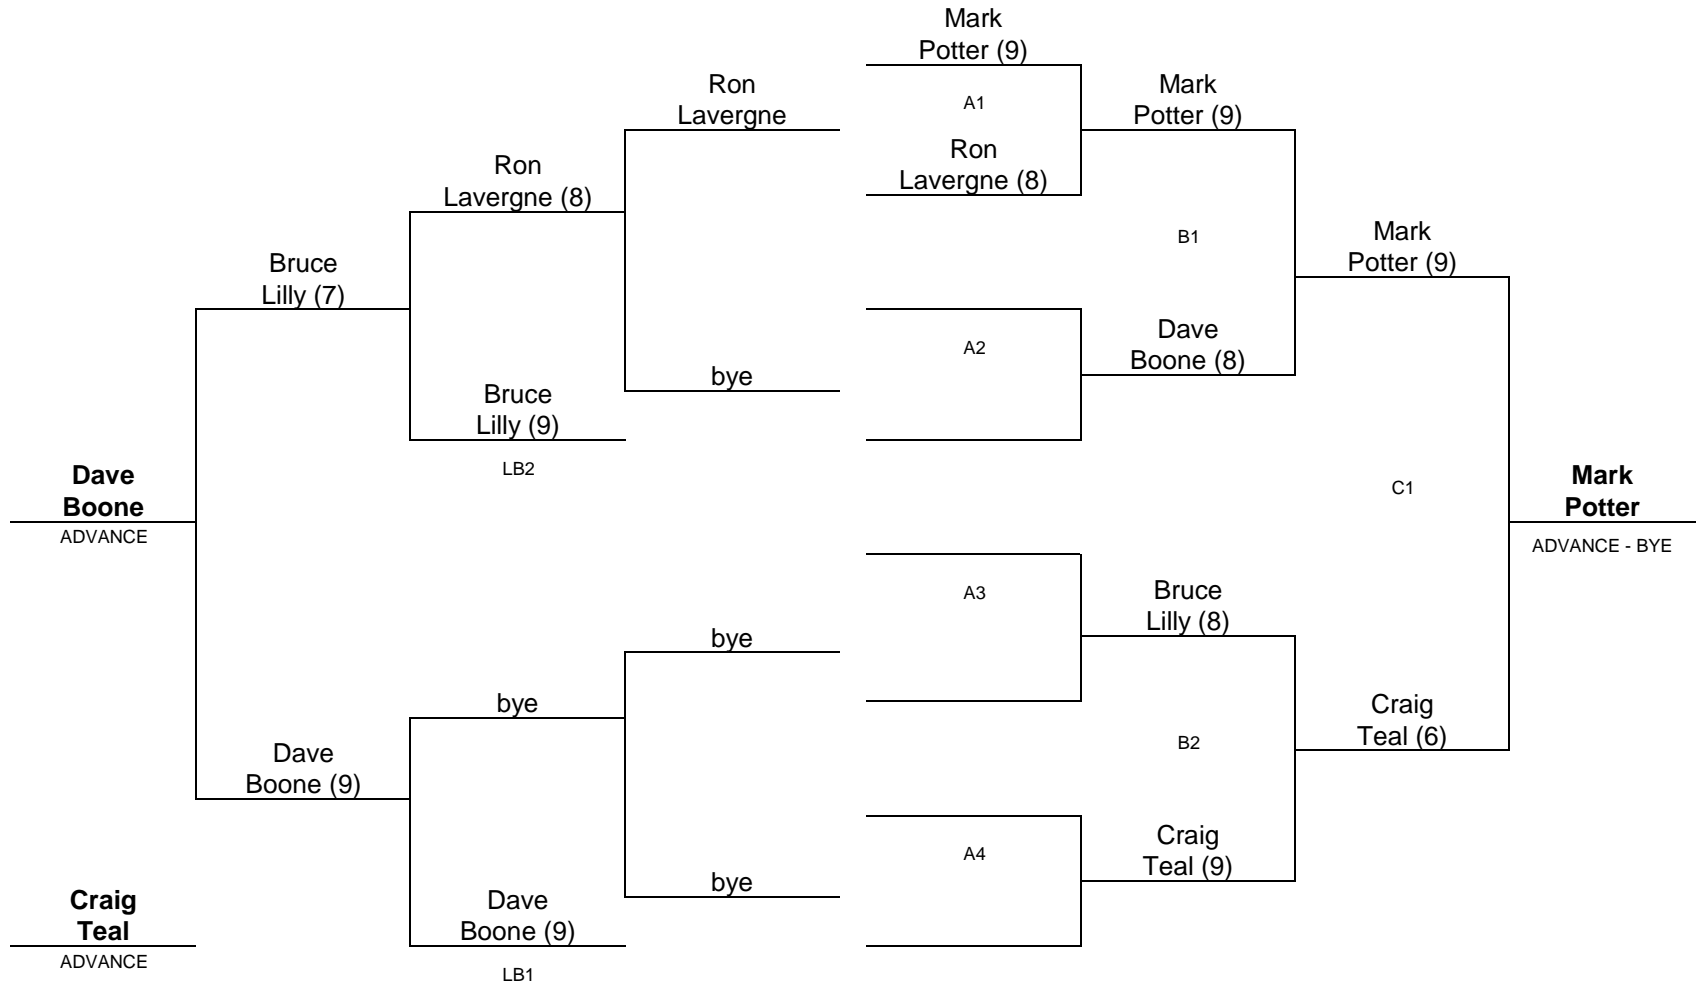 Mark
Potter (9)
Ron
Lavergne
A1
Mark
Potter (9)
Ron
Lavergne (8)
Ron
Lavergne (8)
B1
Mark
Potter (9)
Bruce
Lilly (7)
A2
Dave
Boone (8)
bye
Bruce
Lilly (9)
LB2
Dave
Boone
ADVANCE
C1
Mark
Potter
ADVANCE - BYE
A3
Bruce
Lilly (8)
bye
bye
Craig
Teal (6)
B2
Dave
Boone (9)
A4
Craig
Teal (9)
bye
Dave
Boone (9)
LB1
Craig
Teal
ADVANCE